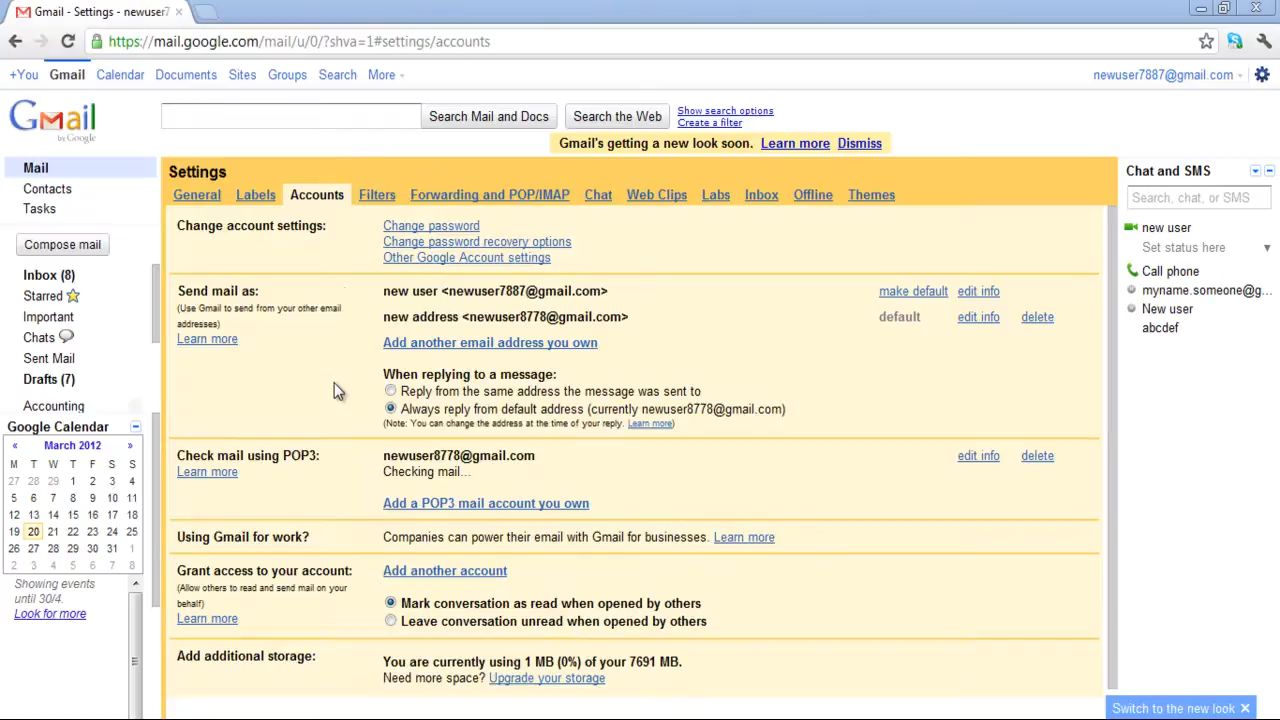 Gmail - Settings - newuser7
https://mail.google.com/mail/u/0/?shva=1#settings/accounts
+You Gmail Calendar Documents Sites Groups Search More
newuser7887@gmail.com
Gmail
by Google
Search Mail and Docs
Search the Web
Show search options
Create a filter
Gmail's getting a new look soon. Learn more Dismiss
Mail
Contacts
Tasks
Compose mail
Inbox (8)
Starred
Important
Chats
Sent Mail
Drafts (7)
Accounting
Google Calendar
« March 2012 »
M T W T F S S
27 28 29 1 2 3 4
5 6 7 8 9 10 11
12 13 14 15 16 17 18
19 20 21 22 23 24 25
26 27 28 29 30 31 1
2 3 4 5 6 7 8
Showing events
until 30/4.
Look for more
Settings
General Labels Accounts Filters Forwarding and POP/IMAP Chat Web Clips Labs Inbox Offline Themes
Change account settings:
Change password
Change password recovery options
Other Google Account settings
Send mail as:
(Use Gmail to send from your other email
addresses)
Learn more
new user <newuser7887@gmail.com> make default edit info
new address <newuser8778@gmail.com> default edit info delete
Add another email address you own
When replying to a message:
Reply from the same address the message was sent to
Always reply from default address (currently newuser8778@gmail.com)
(Note: You can change the address at the time of your reply. Learn more)
Check mail using POP3:
Learn more
newuser8778@gmail.com edit info delete
Checking mail...
Add a POP3 mail account you own
Using Gmail for work?
Companies can power their email with Gmail for businesses. Learn more
Grant access to your account:
(Allow others to read and send mail on your
behalf)
Learn more
Add another account
Mark conversation as read when opened by others
Leave conversation unread when opened by others
Add additional storage:
You are currently using 1 MB (0%) of your 7691 MB.
Need more space? Upgrade your storage
Chat and SMS
Search, chat, or SMS
new user
Set status here
Call phone
myname.someone@g...
New user
abcdef
Switch to the new look